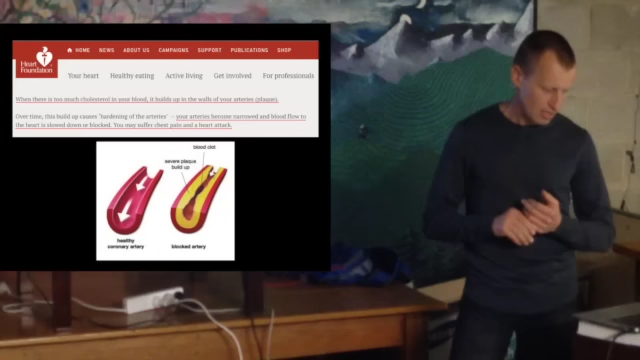 Heart
Foundation
HOME NEWS ABOUT US CAMPAIGNS SUPPORT PUBLICATIONS SHOP
Your heart Healthy eating Active living Get involved For professionals
When there is too much cholesterol in your blood, it builds up in the walls of your arteries (plaque).
Over time, this build up causes 'hardening of the arteries' – your arteries become narrowed and blood flow to
the heart is slowed down or blocked. You may suffer chest pain and a heart attack.
blood clot
severe plaque
build up
healthy
coronary artery
blocked artery